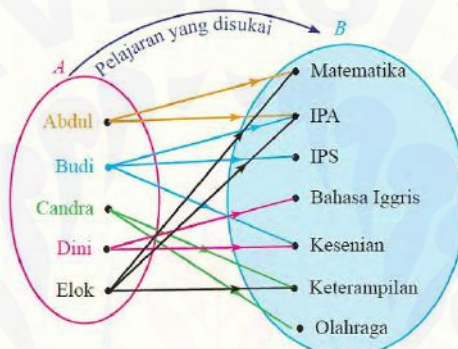 Pelajaran yang disukai
A
B
Abdul
Budi
Candra
Dini
Elok
Matematika
IPA
IPS
Bahasa Iggris
Kesenian
Keterampilan
Olahraga